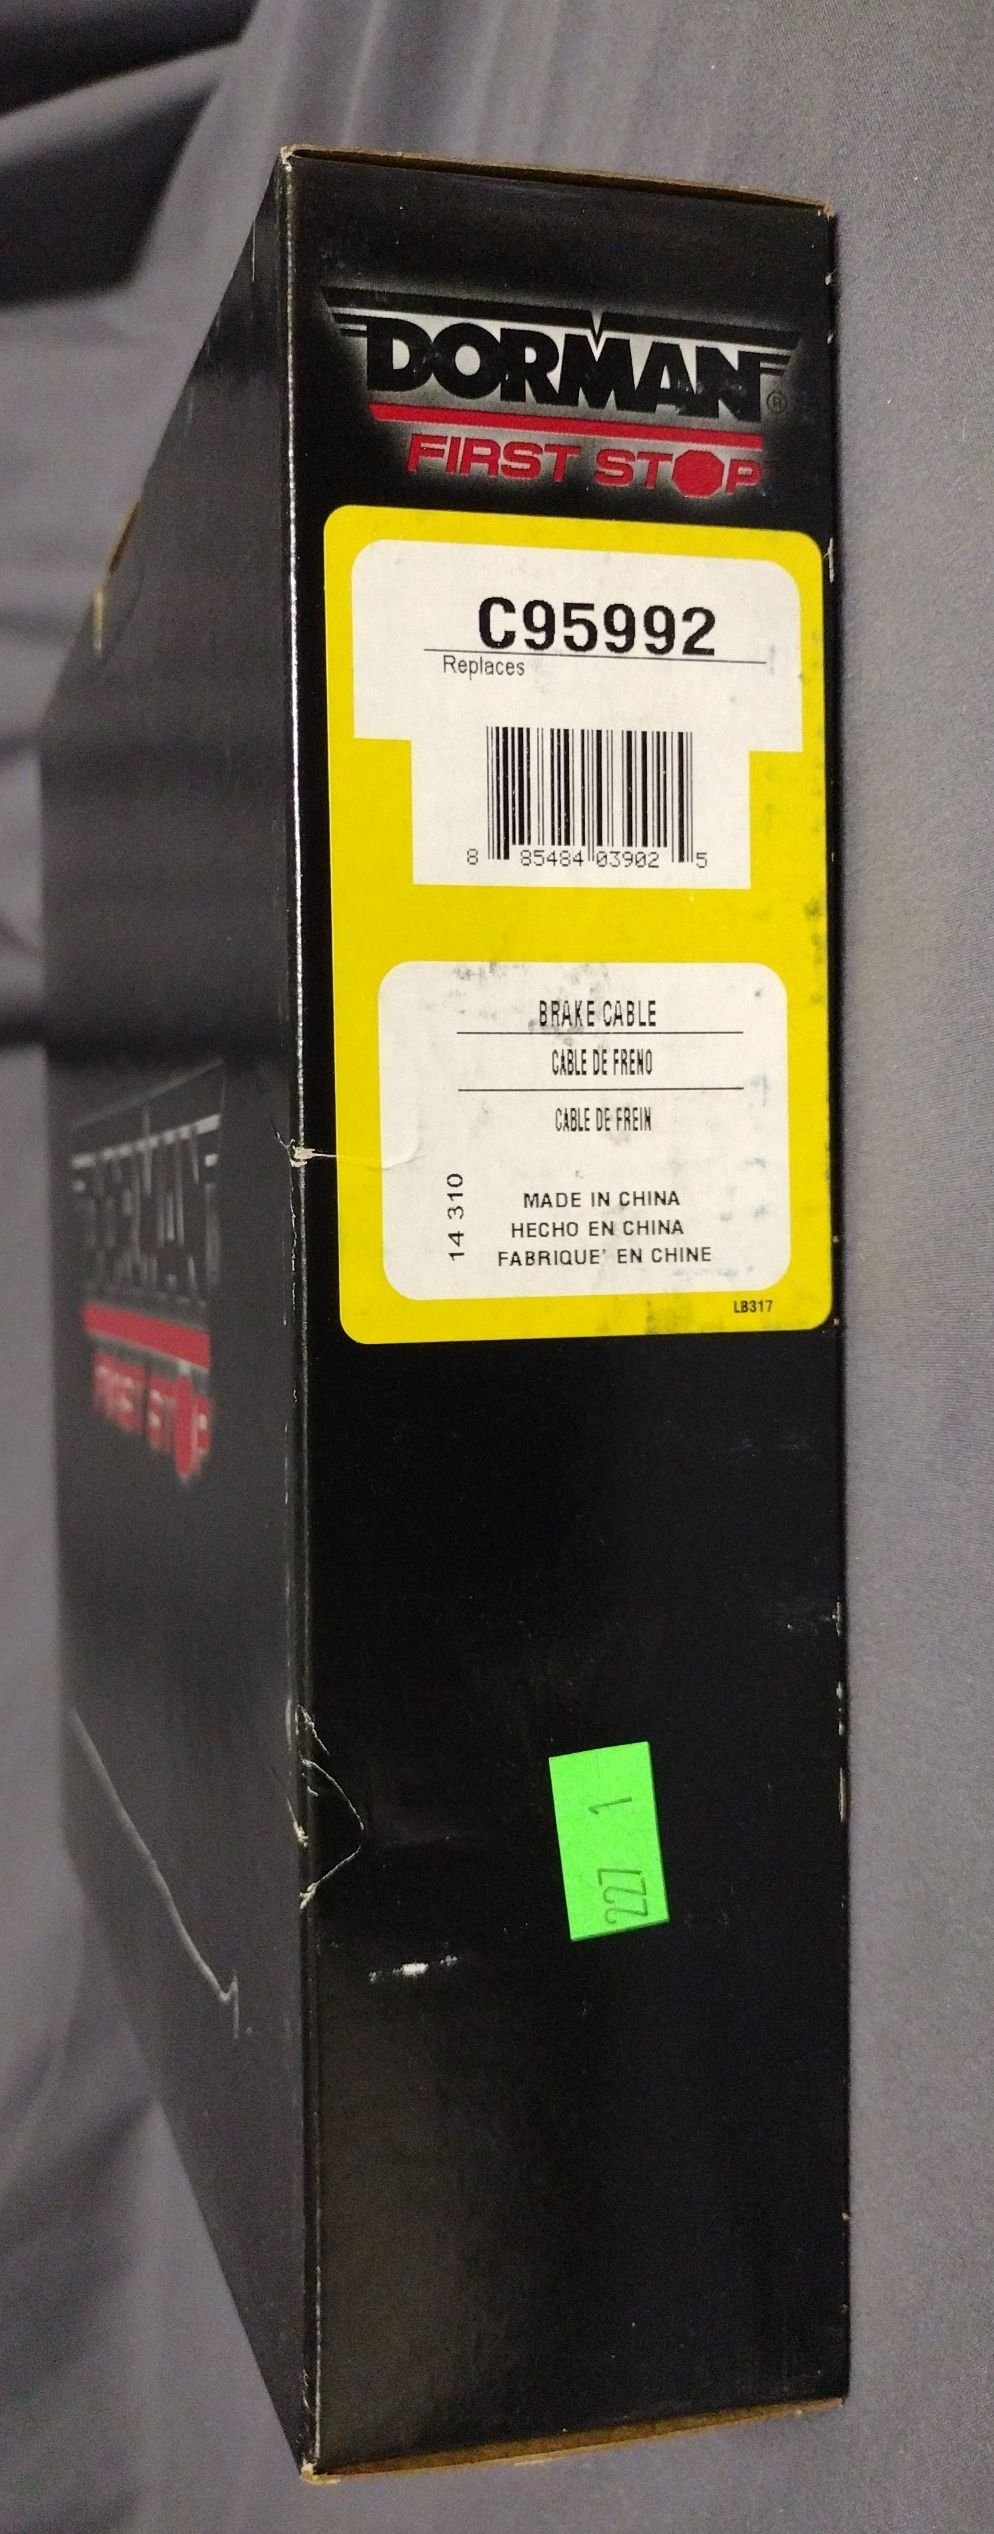 DORMAN®
FIRST STOP
C95992
Replaces
8 85484 03902 5
BRAKE CABLE
CABLE DE FRENO
CABLE DE FREIN
14 310
MADE IN CHINA
HECHO EN CHINA
FABRIQUE' EN CHINE
LB317
227 1
DORMAN
FIRST STOP